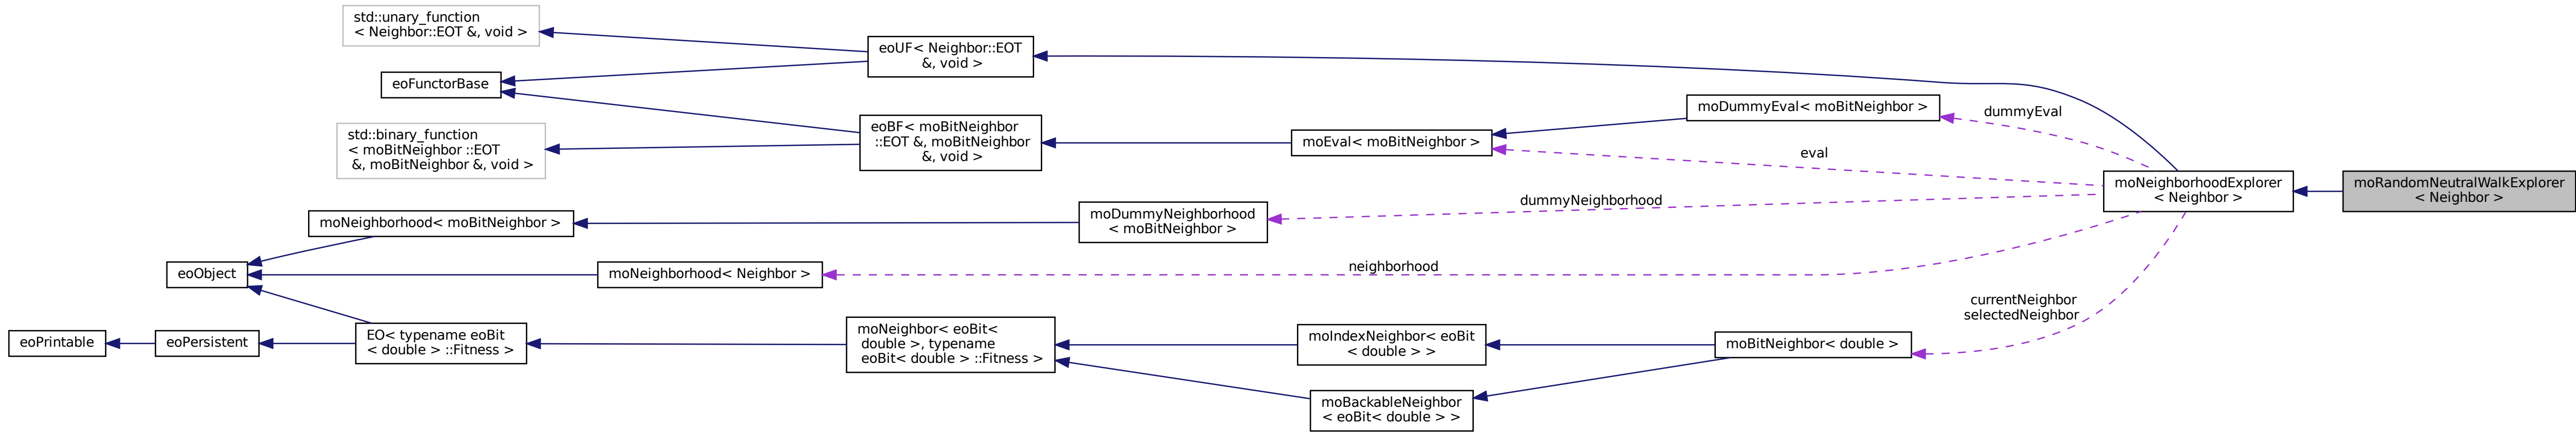 std::unary_function
< Neighbor::EOT &, void >
eoFunctorBase
std::binary_function
< moBitNeighbor ::EOT
&, moBitNeighbor &, void >
eoUF< Neighbor::EOT
&, void >
eoBF< moBitNeighbor
::EOT &, moBitNeighbor
&, void >
moEval< moBitNeighbor >
moDummyEval< moBitNeighbor >
dummyEval
eval
dummyNeighborhood
neighborhood
currentNeighbor
selectedNeighbor
moNeighborhoodExplorer
< Neighbor >
moRandomNeutralWalkExplorer
< Neighbor >
moNeighborhood< moBitNeighbor >
moDummyNeighborhood
< moBitNeighbor >
eoObject
moNeighborhood< Neighbor >
eoPrintable
eoPersistent
EO< typename eoBit
< double > ::Fitness >
moNeighbor< eoBit<
double >, typename
eoBit< double > ::Fitness >
moIndexNeighbor< eoBit
< double > >
moBitNeighbor< double >
moBackableNeighbor
< eoBit< double > >